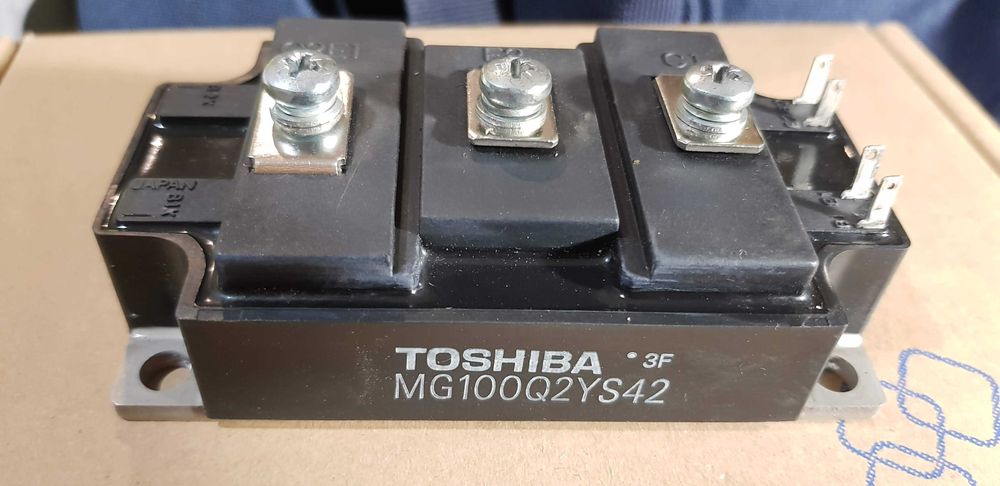 E2
C1
JAPAN
TOSHIBA 3F
MG100Q2YS42